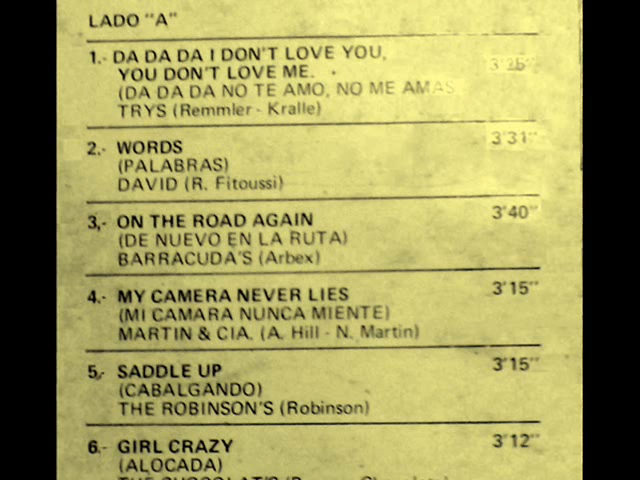 LADO "A"
1.- DA DA DA I DON'T LOVE YOU,
YOU DON'T LOVE ME.
(DA DA DA NO TE AMO, NO ME AMAS
TRYS (Remmler - Kralle)
2.- WORDS 3'31"
(PALABRAS)
DAVID (R. Fitoussi)
3,- ON THE ROAD AGAIN 3'40"
(DE NUEVO EN LA RUTA)
BARRACUDA'S (Arbex)
4.- MY CAMERA NEVER LIES 3'15"
(MI CAMARA NUNCA MIENTE)
MARTIN & CIA. (A. Hill - N. Martin)
5.- SADDLE UP 3'15"
(CABALGANDO)
THE ROBINSON'S (Robinson)
6.- GIRL CRAZY 3'12"
(ALOCADA)